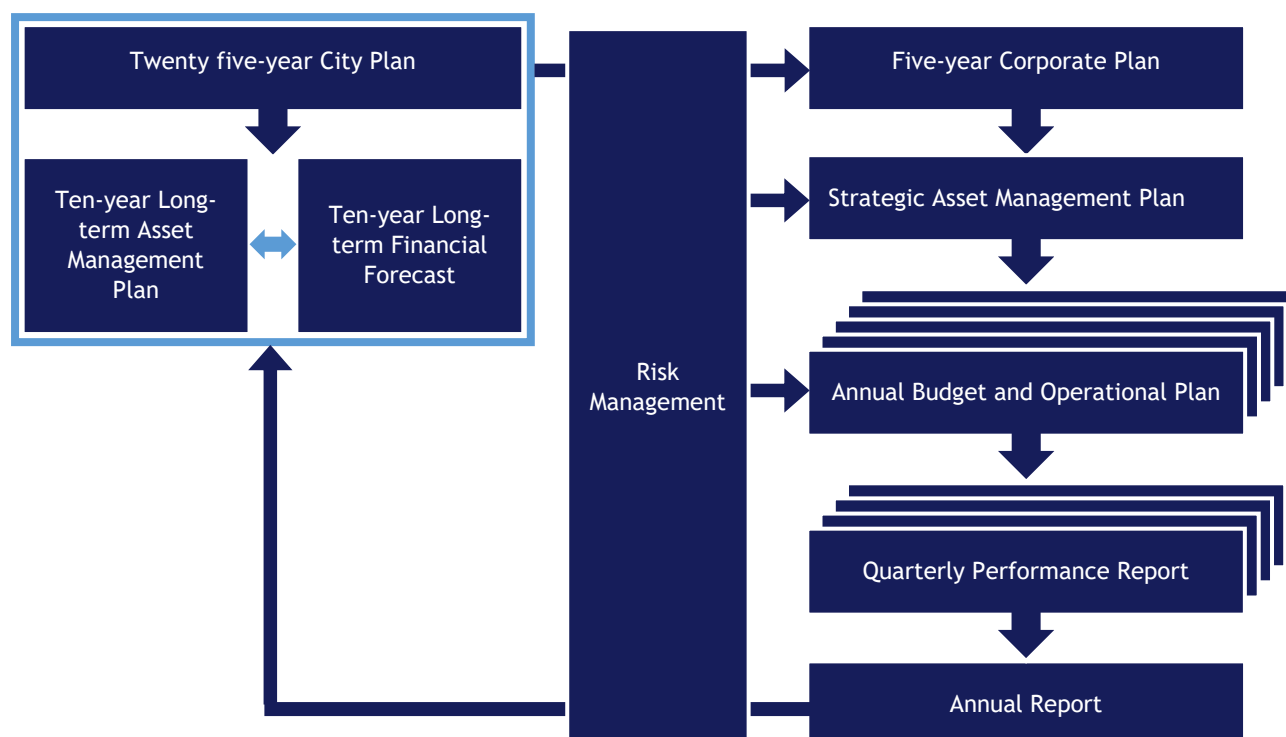 Twenty five-year City Plan
Ten-year Long-
term Asset
Management
Plan
Ten-year Long-
term Financial
Forecast
Risk
Management
Five-year Corporate Plan
Strategic Asset Management Plan
Annual Budget and Operational Plan
Quarterly Performance Report
Annual Report